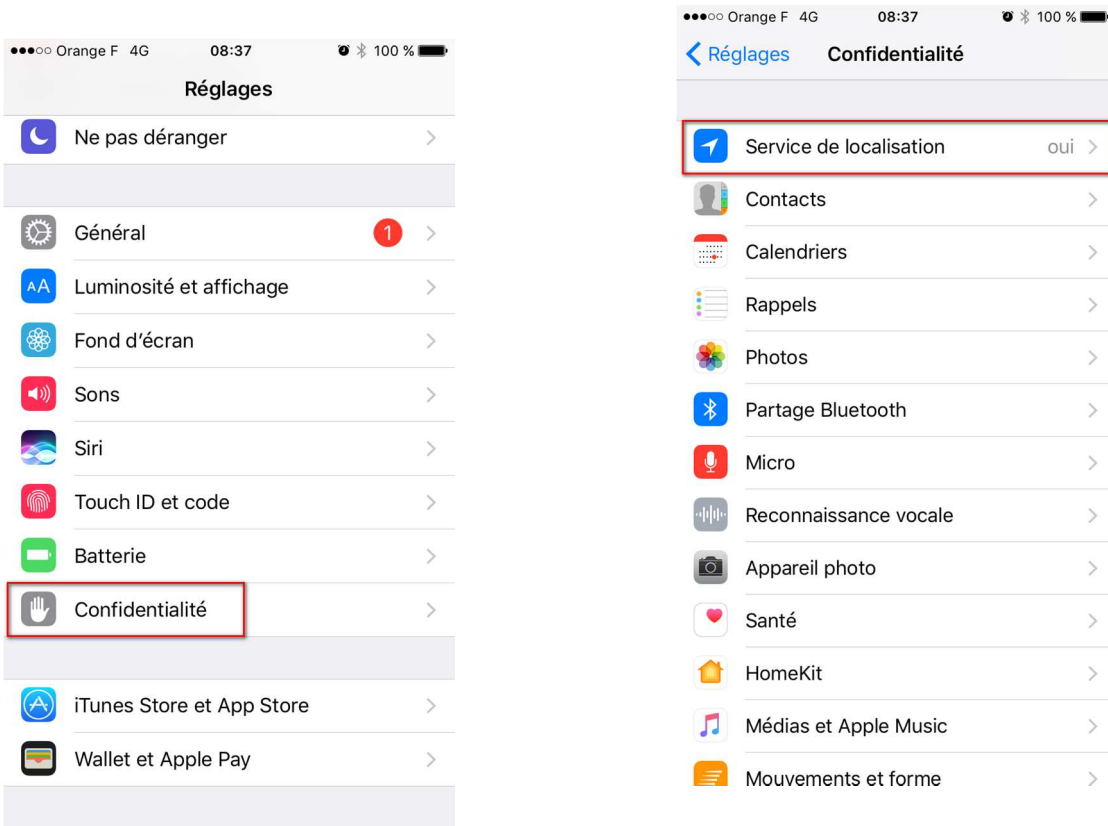 Orange F 4G 08:37 100 %
Réglages
Ne pas déranger
Général 1
AA Luminosité et affichage
Fond d'écran
Sons
Siri
Touch ID et code
Batterie
Confidentialité
iTunes Store et App Store
Wallet et Apple Pay
Orange F 4G 08:37 100 %
Réglages Confidentialité
Service de localisation oui
Contacts
Calendriers
Rappels
Photos
Partage Bluetooth
Micro
Reconnaissance vocale
Appareil photo
Santé
HomeKit
Médias et Apple Music
Mouvements et forme